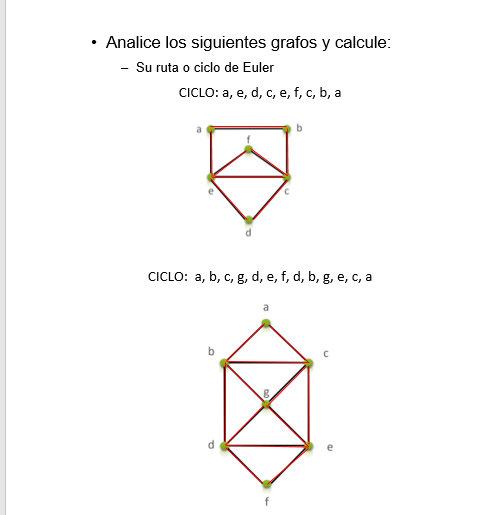 • Analice los siguientes grafos y calcule:
– Su ruta o ciclo de Euler
CICLO: a, e, d, c, e, f, c, b, a
a b
f
e c
d
CICLO: a, b, c, g, d, e, f, d, b, g, e, c, a
a
b c
g
d e
f